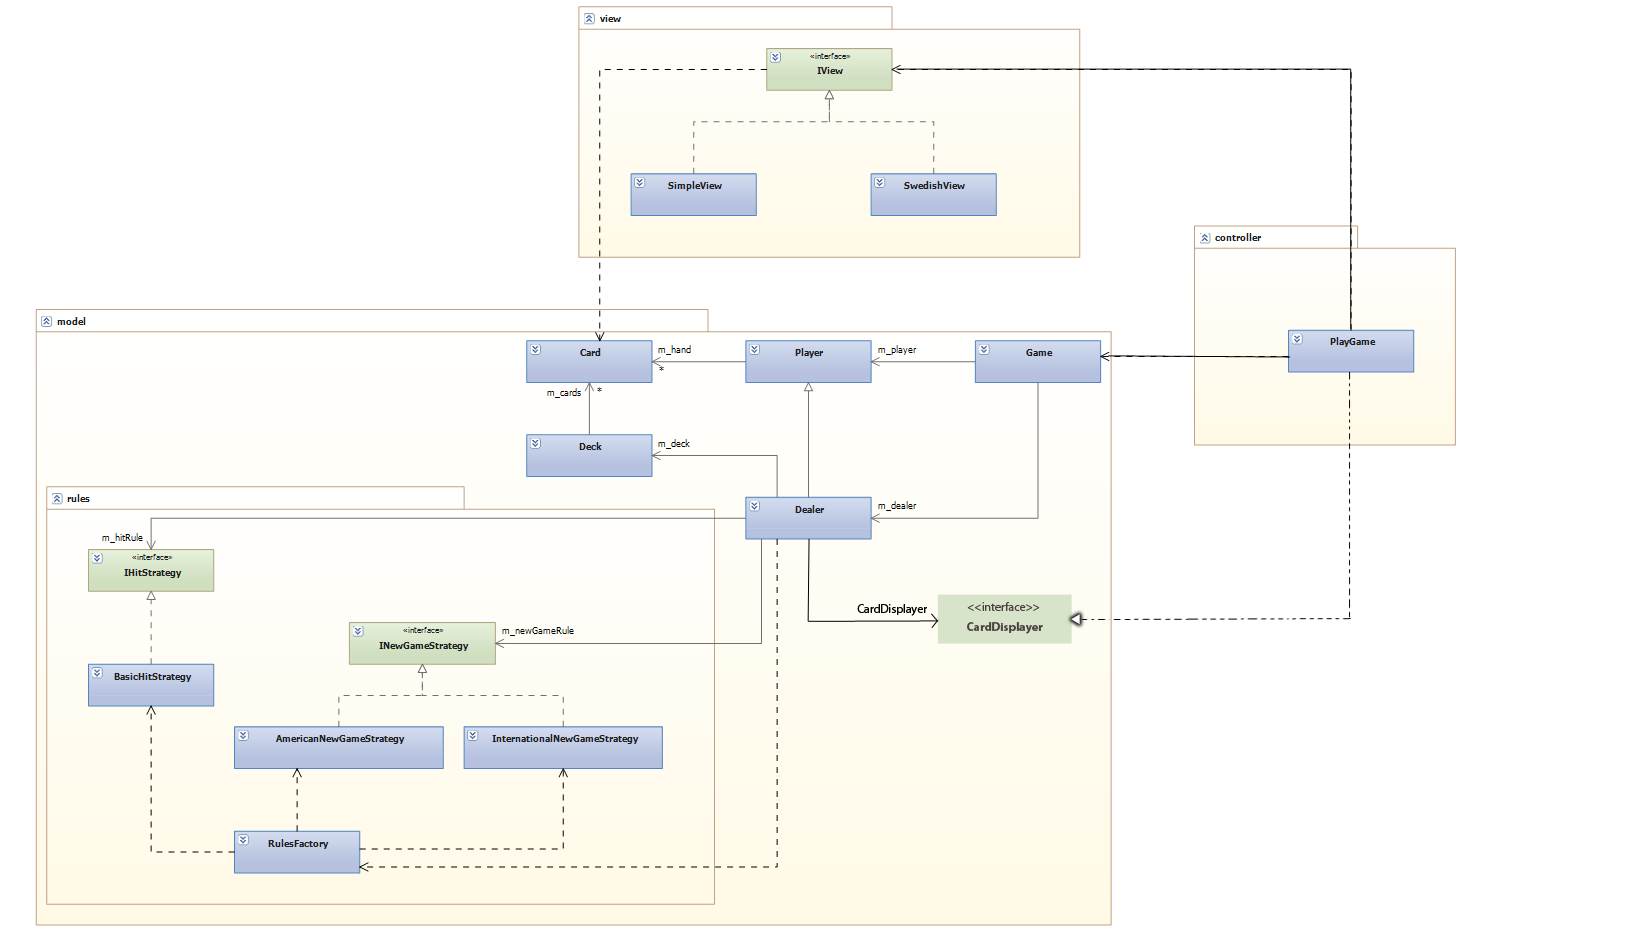 view
«interface»
IView
SimpleView
SwedishView
controller
PlayGame
model
Card
m_hand
*
Player
m_player
Game
m_cards
*
Deck
m_deck
rules
Dealer
m_dealer
m_hitRule
«interface»
IHitStrategy
CardDisplayer
<<interface>>
CardDisplayer
«interface»
INewGameStrategy
m_newGameRule
BasicHitStrategy
AmericanNewGameStrategy
InternationalNewGameStrategy
RulesFactory